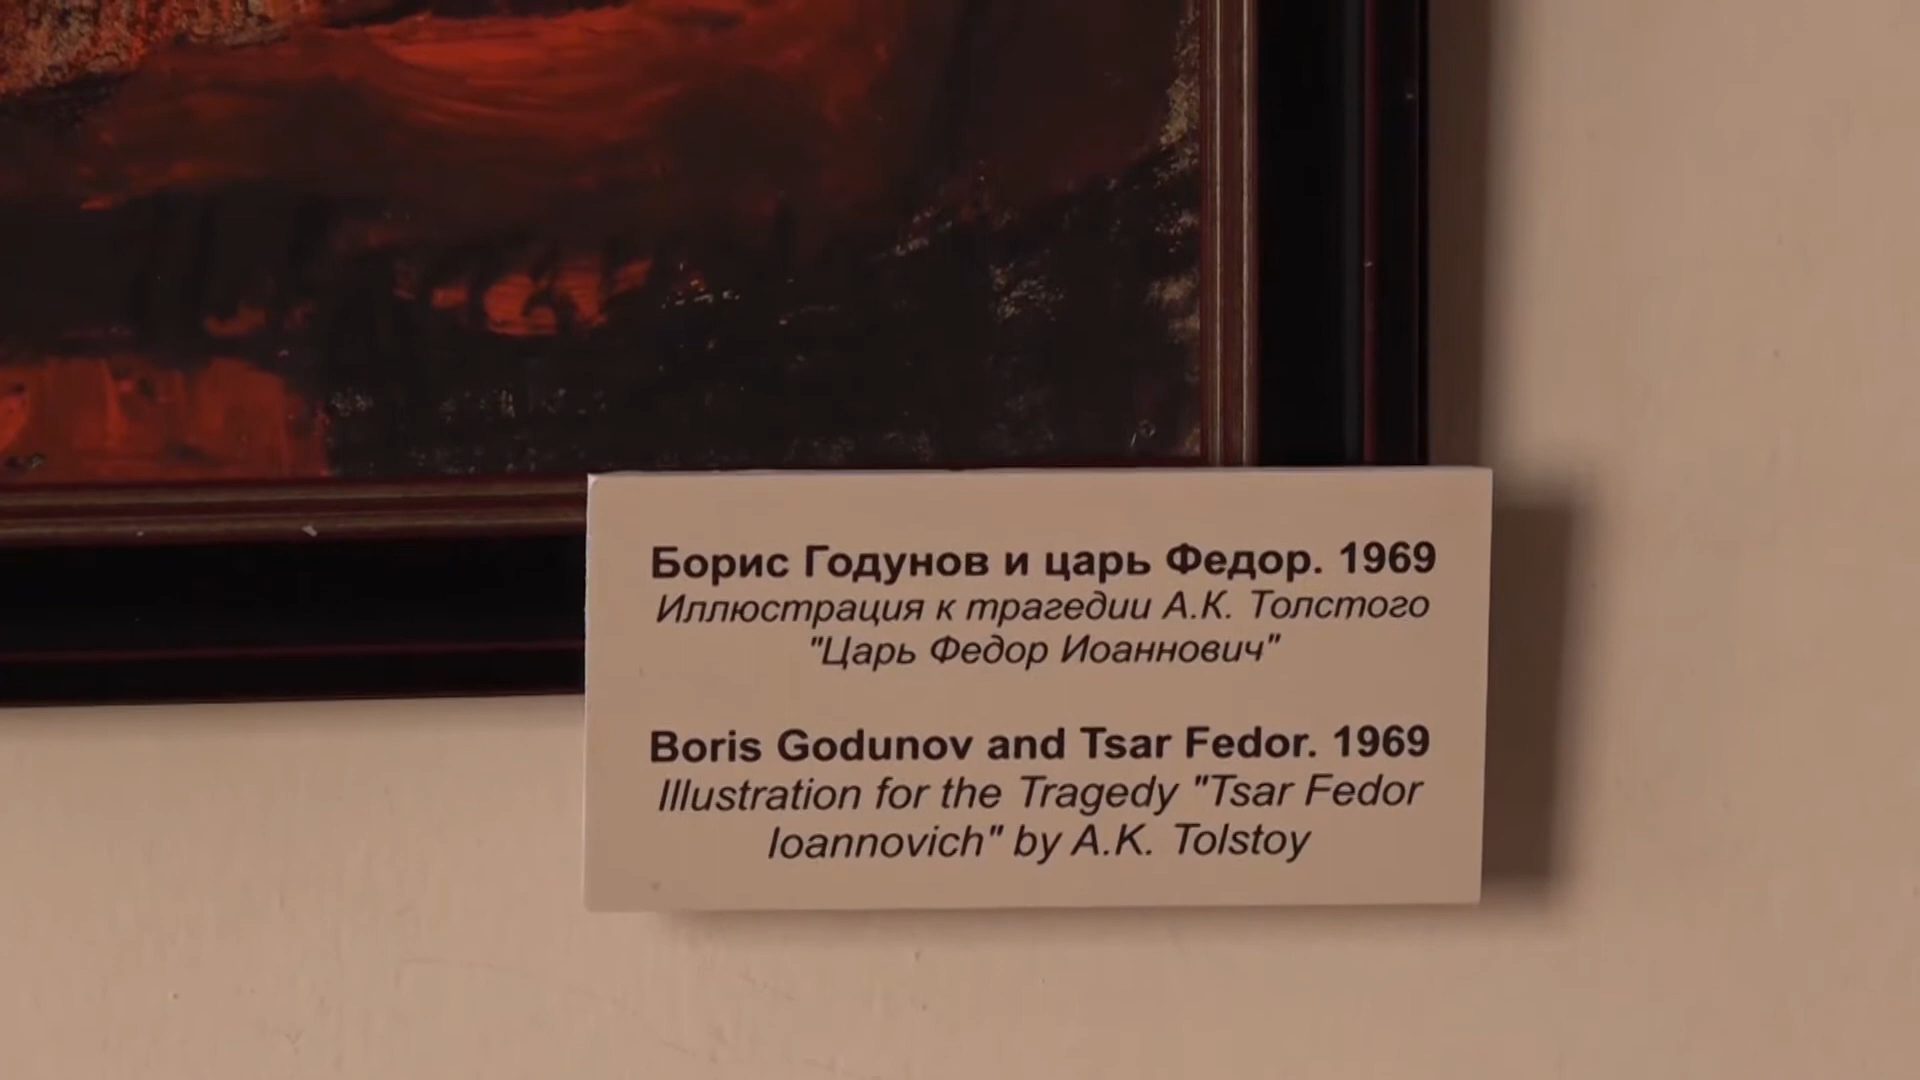 Борис Годунов и царь Федор. 1969
Иллюстрация к трагедии А.К. Толстого
"Царь Федор Иоаннович"
Boris Godunov and Tsar Fedor. 1969
Illustration for the Tragedy "Tsar Fedor
Ioannovich" by A.K. Tolstoy